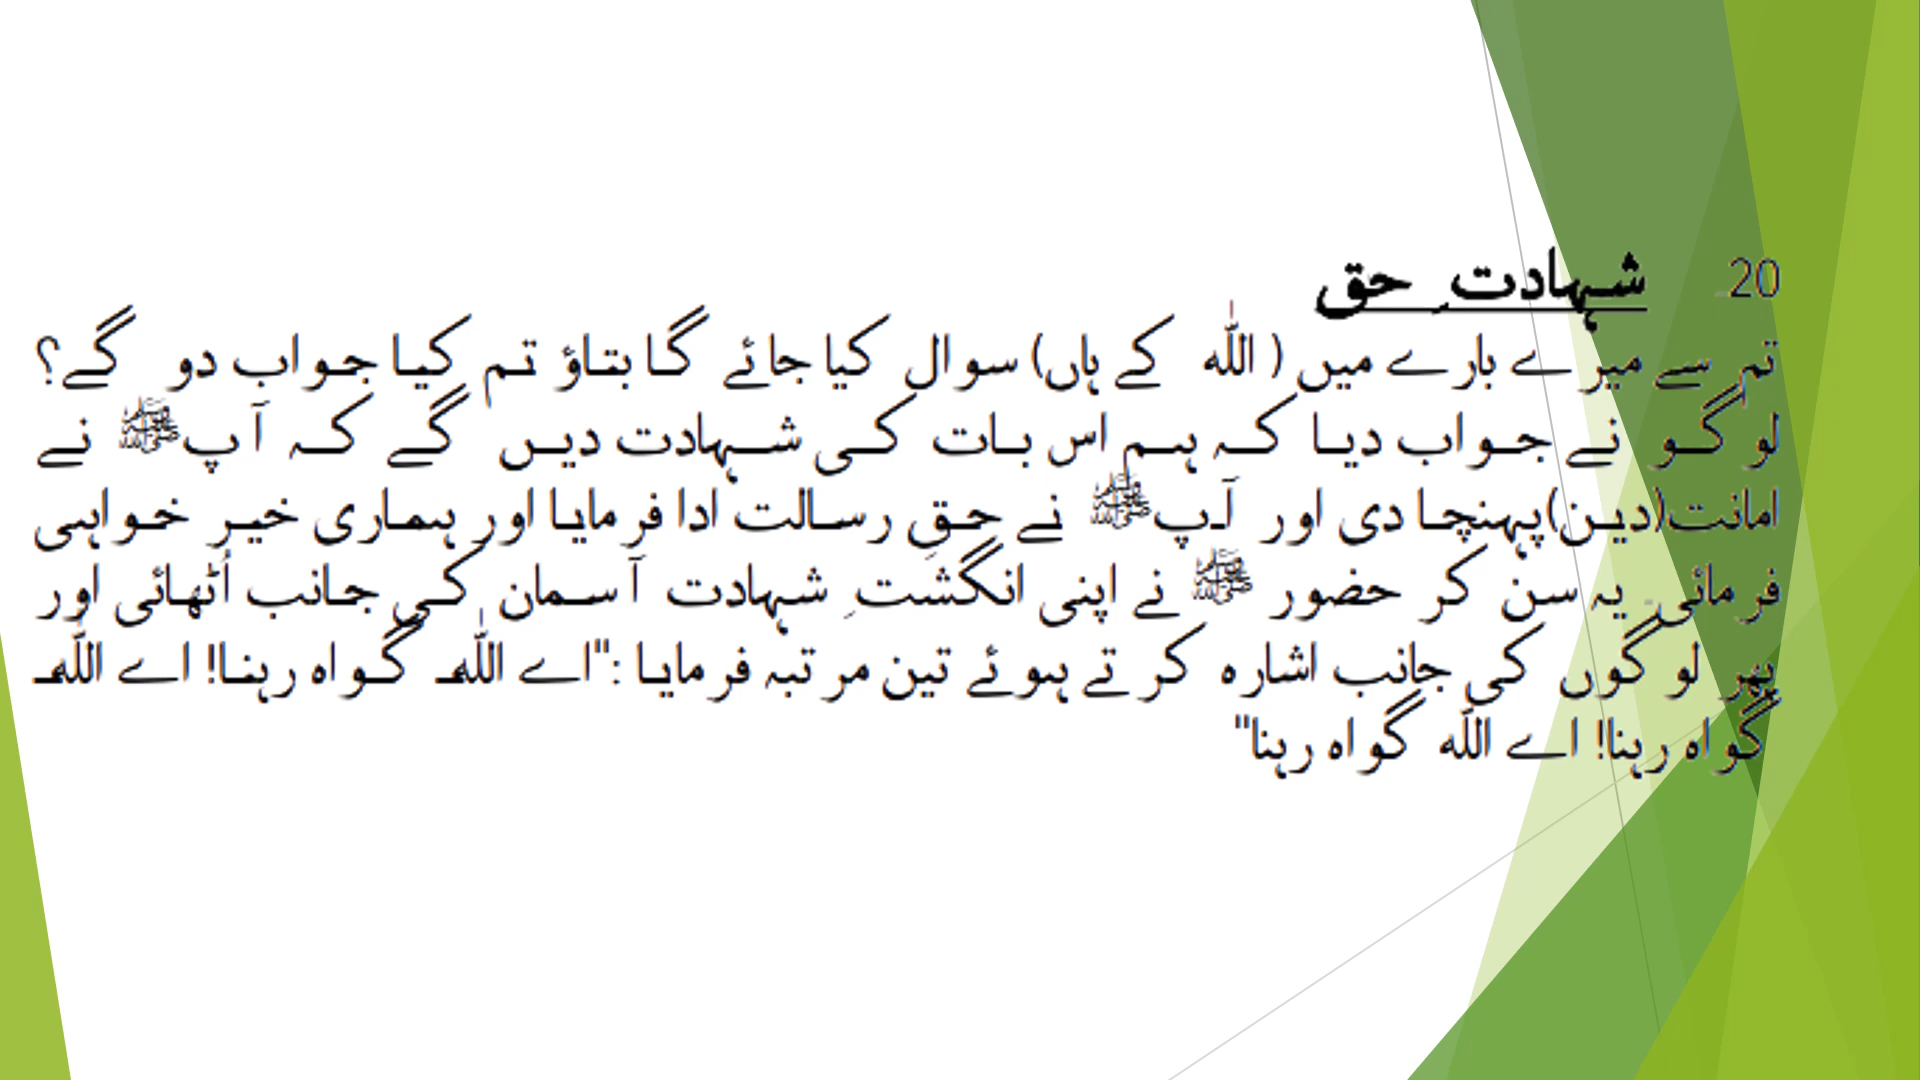 20۔ شہادتِ حق
تم سے میرے بارے میں ( اللہ کے ہاں) سوال کیا جائے گا بتاؤ تم کیا جواب دو گے؟
لوگو نے جواب دیا کہ ہم اس بات کی شہادت دیں گے کہ آپﷺ نے
امانت(دین)پہنچا دی اور آپﷺ نے حقِ رسالت ادا فرمایا اور ہماری خیر خواہی
فرمائی۔ یہ سن کر حضورﷺ نے اپنی انگشتِ شہادت آسمان کی جانب اُٹھائی اور
پھر لوگوں کی جانب اشارہ کرتے ہوئے تین مرتبہ فرمایا :"اے اللہ گواہ رہنا! اے اللہ
گواہ رہنا! اے اللہ گواہ رہنا"